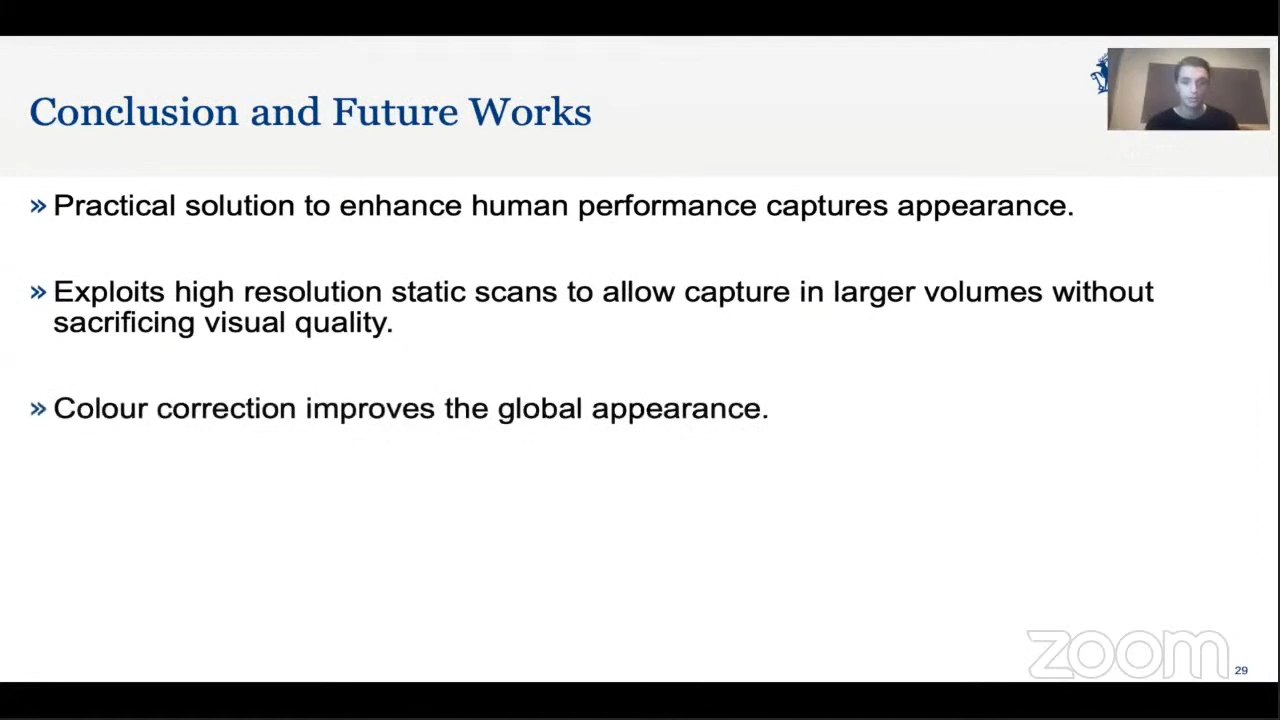 Conclusion and Future Works
» Practical solution to enhance human performance captures appearance.
» Exploits high resolution static scans to allow capture in larger volumes without
sacrificing visual quality.
» Colour correction improves the global appearance.
zoom
29